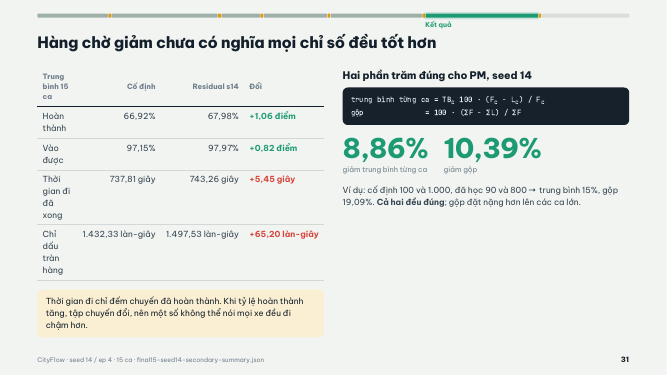 Kết quả
Hàng chờ giảm chưa có nghĩa mọi chỉ số đều tốt hơn
Trung
bình 15
ca
Cố định
Residual s14
Đổi
Hoàn
thành
66,92%
67,98%
+1,06 điểm
Vào
được
97,15%
97,97%
+0,82 điểm
Thời
gian đi
đã
xong
737,81 giây
743,26 giây
+5,45 giây
Chỉ
dấu
tràn
hàng
1.432,33 làn-giây
1.497,53 làn-giây
+65,20 làn-giây
Thời gian đi chỉ đếm chuyến đã hoàn thành. Khi tỷ lệ hoàn thành
tăng, tập chuyến đổi, nên một số không thể nói mọi xe đều đi
chậm hơn.
Hai phần trăm đúng cho PM, seed 14
trung bình từng ca = TB꜀ 100 · (F꜀ - L꜀) / F꜀
gộp = 100 · (ΣF - ΣL) / ΣF
8,86%
giảm trung bình từng ca
10,39%
giảm gộp
Ví dụ: cố định 100 và 1.000, đã học 90 và 800 → trung bình 15%, gộp
19,09%. Cả hai đều đúng; gộp đặt nặng hơn lên các ca lớn.
CityFlow · seed 14 / ep 4 · 15 ca · final15-seed14-secondary-summary.json
31